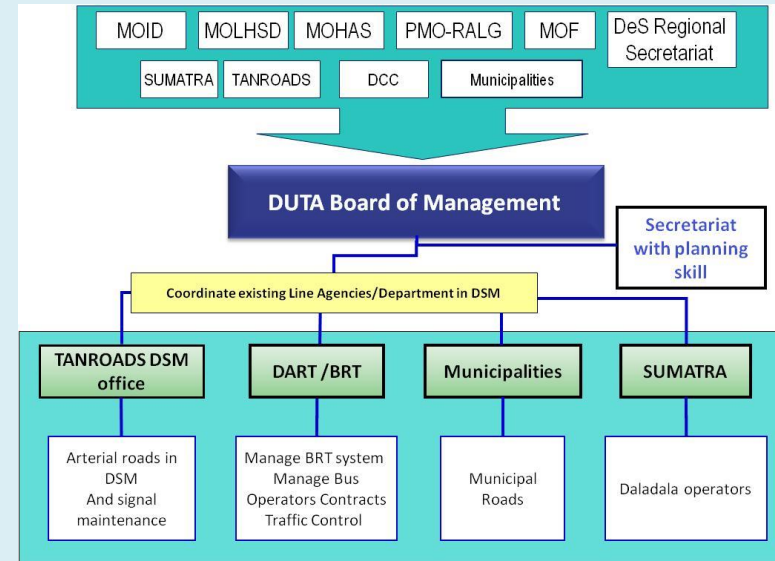 MOID
MOLHSD
MOHAS
PMO-RALG
MOF
DeS Regional
Secretariat
SUMATRA
TANROADS
DCC
Municipalities
DUTA Board of Management
Secretariat
with planning
skill
Coordinate existing Line Agencies/Department in DSM
TANROADS DSM
office
DART /BRT
Municipalities
SUMATRA
Arterial roads in
DSM
And signal
maintenance
Manage BRT system
Manage Bus
Operators Contracts
Traffic Control
Municipal
Roads
Daladala operators